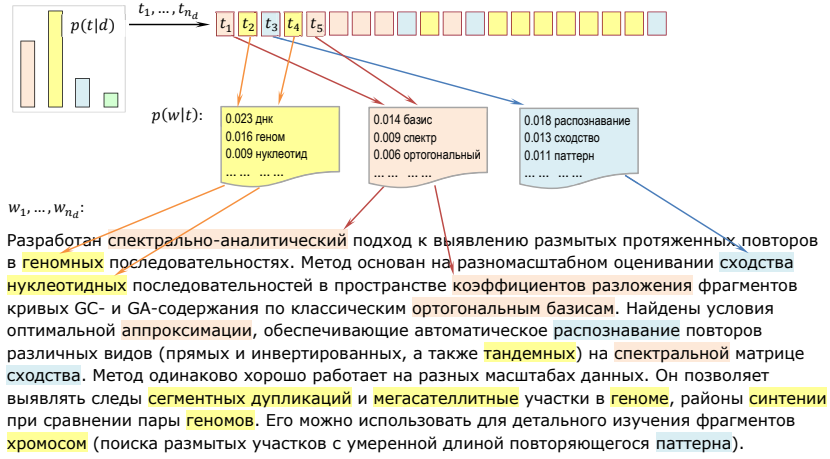 p(t|d)
t₁, …, tₙ_d
t₁ t₂ t₃ t₄ t₅
p(w|t):
0.023 днк
0.016 геном
0.009 нуклеотид
… … … …
0.014 базис
0.009 спектр
0.006 ортогональный
… … … …
0.018 распознавание
0.013 сходство
0.011 паттерн
… … … …
w₁, …, wₙ_d:
Разработан спектрально-аналитический подход к выявлению размытых протяженных повторов
в геномных последовательностях. Метод основан на разномасштабном оценивании сходства
нуклеотидных последовательностей в пространстве коэффициентов разложения фрагментов
кривых GC- и GA-содержания по классическим ортогональным базисам. Найдены условия
оптимальной аппроксимации, обеспечивающие автоматическое распознавание повторов
различных видов (прямых и инвертированных, а также тандемных) на спектральной матрице
сходства. Метод одинаково хорошо работает на разных масштабах данных. Он позволяет
выявлять следы сегментных дупликаций и мегасателлитные участки в геноме, районы синтении
при сравнении пары геномов. Его можно использовать для детального изучения фрагментов
хромосом (поиска размытых участков с умеренной длиной повторяющегося паттерна).